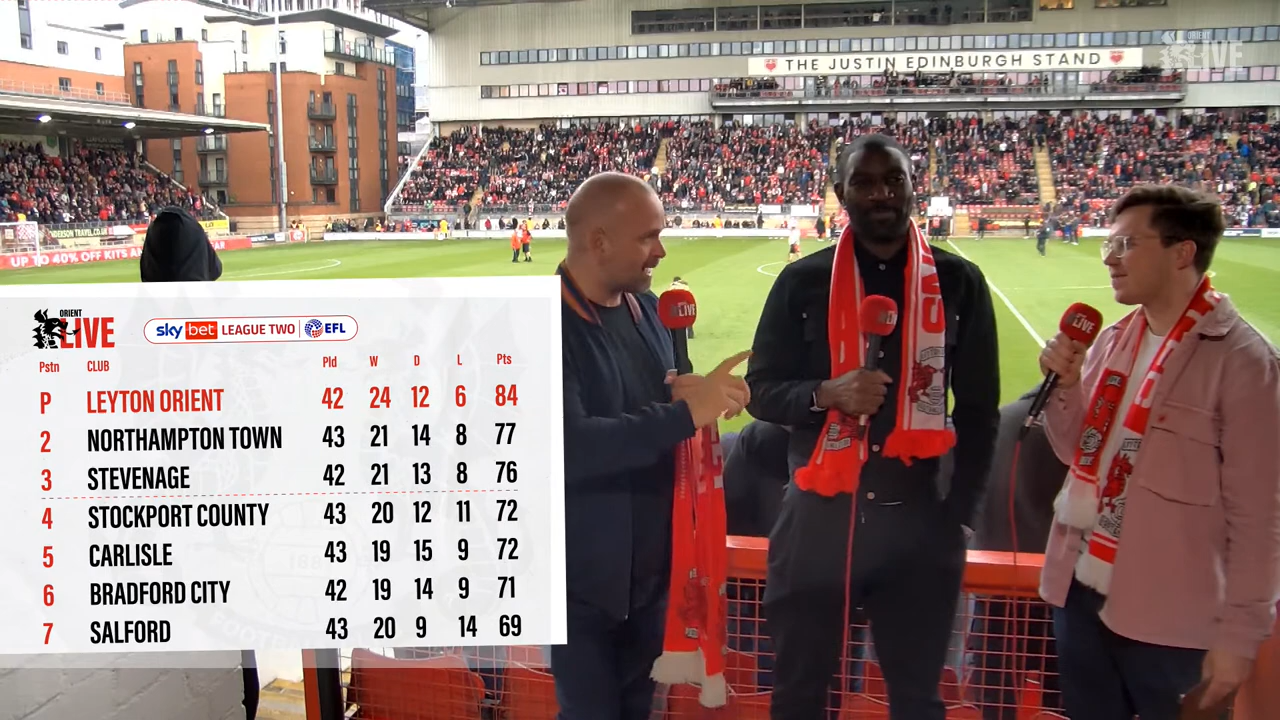 ORIENT
LIVE
THE JUSTIN EDINBURGH STAND
UP TO 40% OFF KITS
ORIENT
LIVE
sky bet LEAGUE TWO EFL
Pstn CLUB Pld W D L Pts
P LEYTON ORIENT 42 24 12 6 84
2 NORTHAMPTON TOWN 43 21 14 8 77
3 STEVENAGE 42 21 13 8 76
4 STOCKPORT COUNTY 43 20 12 11 72
5 CARLISLE 43 19 15 9 72
6 BRADFORD CITY 42 19 14 9 71
7 SALFORD 43 20 9 14 69
LIVE